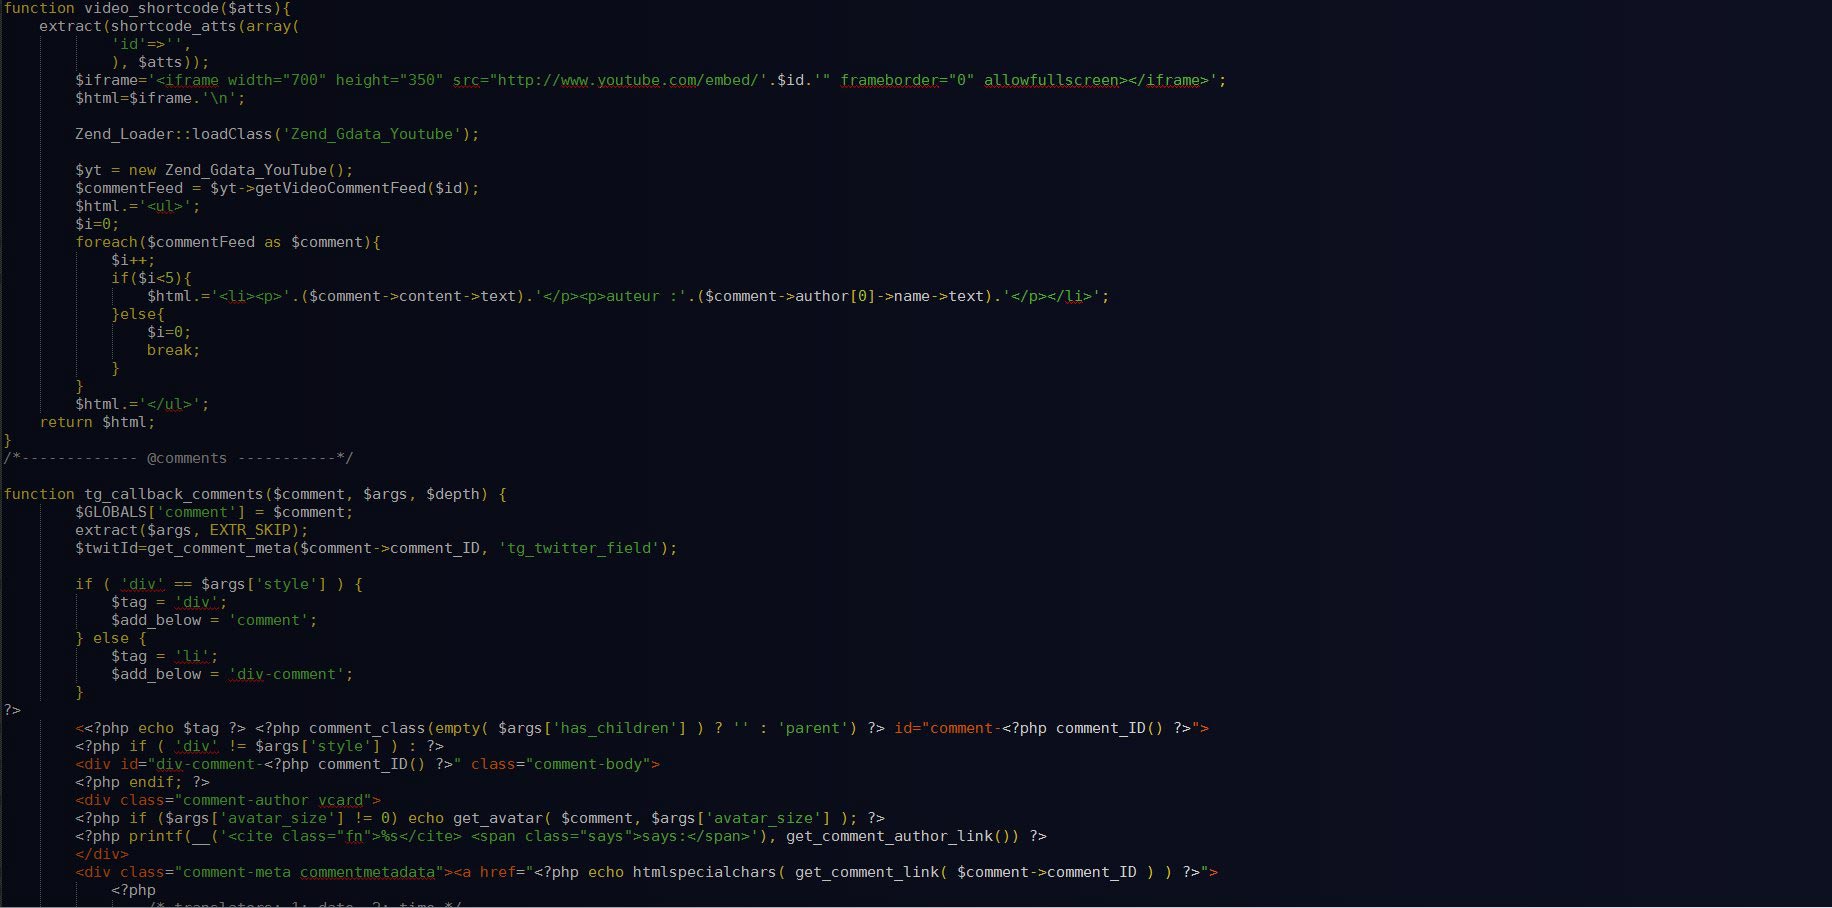 function video_shortcode($atts){
    extract(shortcode_atts(array(
            'id'=>'',
            ), $atts));
        $iframe='<iframe width="700" height="350" src="http://www.youtube.com/embed/'.$id.'" frameborder="0" allowfullscreen></iframe>';
        $html=$iframe.'\n';

        Zend_Loader::loadClass('Zend_Gdata_Youtube');

        $yt = new Zend_Gdata_YouTube();
        $commentFeed = $yt->getVideoCommentFeed($id);
        $html.='<ul>';
        $i=0;
        foreach($commentFeed as $comment){
            $i++;
            if($i<5){
                $html.='<li><p>'.($comment->content->text).'</p><p>auteur :'.($comment->author[0]->name->text).'</p></li>';
            }else{
                $i=0;
                break;
            }
        }
        $html.='</ul>';
    return $html;
}
/*------------- @comments -----------*/

function tg_callback_comments($comment, $args, $depth) {
        $GLOBALS['comment'] = $comment;
        extract($args, EXTR_SKIP);
        $twitId=get_comment_meta($comment->comment_ID, 'tg_twitter_field');

        if ( 'div' == $args['style'] ) {
            $tag = 'div';
            $add_below = 'comment';
        } else {
            $tag = 'li';
            $add_below = 'div-comment';
        }
?>
        <<?php echo $tag ?> <?php comment_class(empty( $args['has_children'] ) ? '' : 'parent') ?> id="comment-<?php comment_ID() ?>">
        <?php if ( 'div' != $args['style'] ) : ?>
        <div id="div-comment-<?php comment_ID() ?>" class="comment-body">
        <?php endif; ?>
        <div class="comment-author vcard">
        <?php if ($args['avatar_size'] != 0) echo get_avatar( $comment, $args['avatar_size'] ); ?>
        <?php printf(__('<cite class="fn">%s</cite> <span class="says">says:</span>'), get_comment_author_link()) ?>
        </div>
        <div class="comment-meta commentmetadata"><a href="<?php echo htmlspecialchars( get_comment_link( $comment->comment_ID ) ) ?>">
            <?php
                /* translators: 1: date, 2: time */